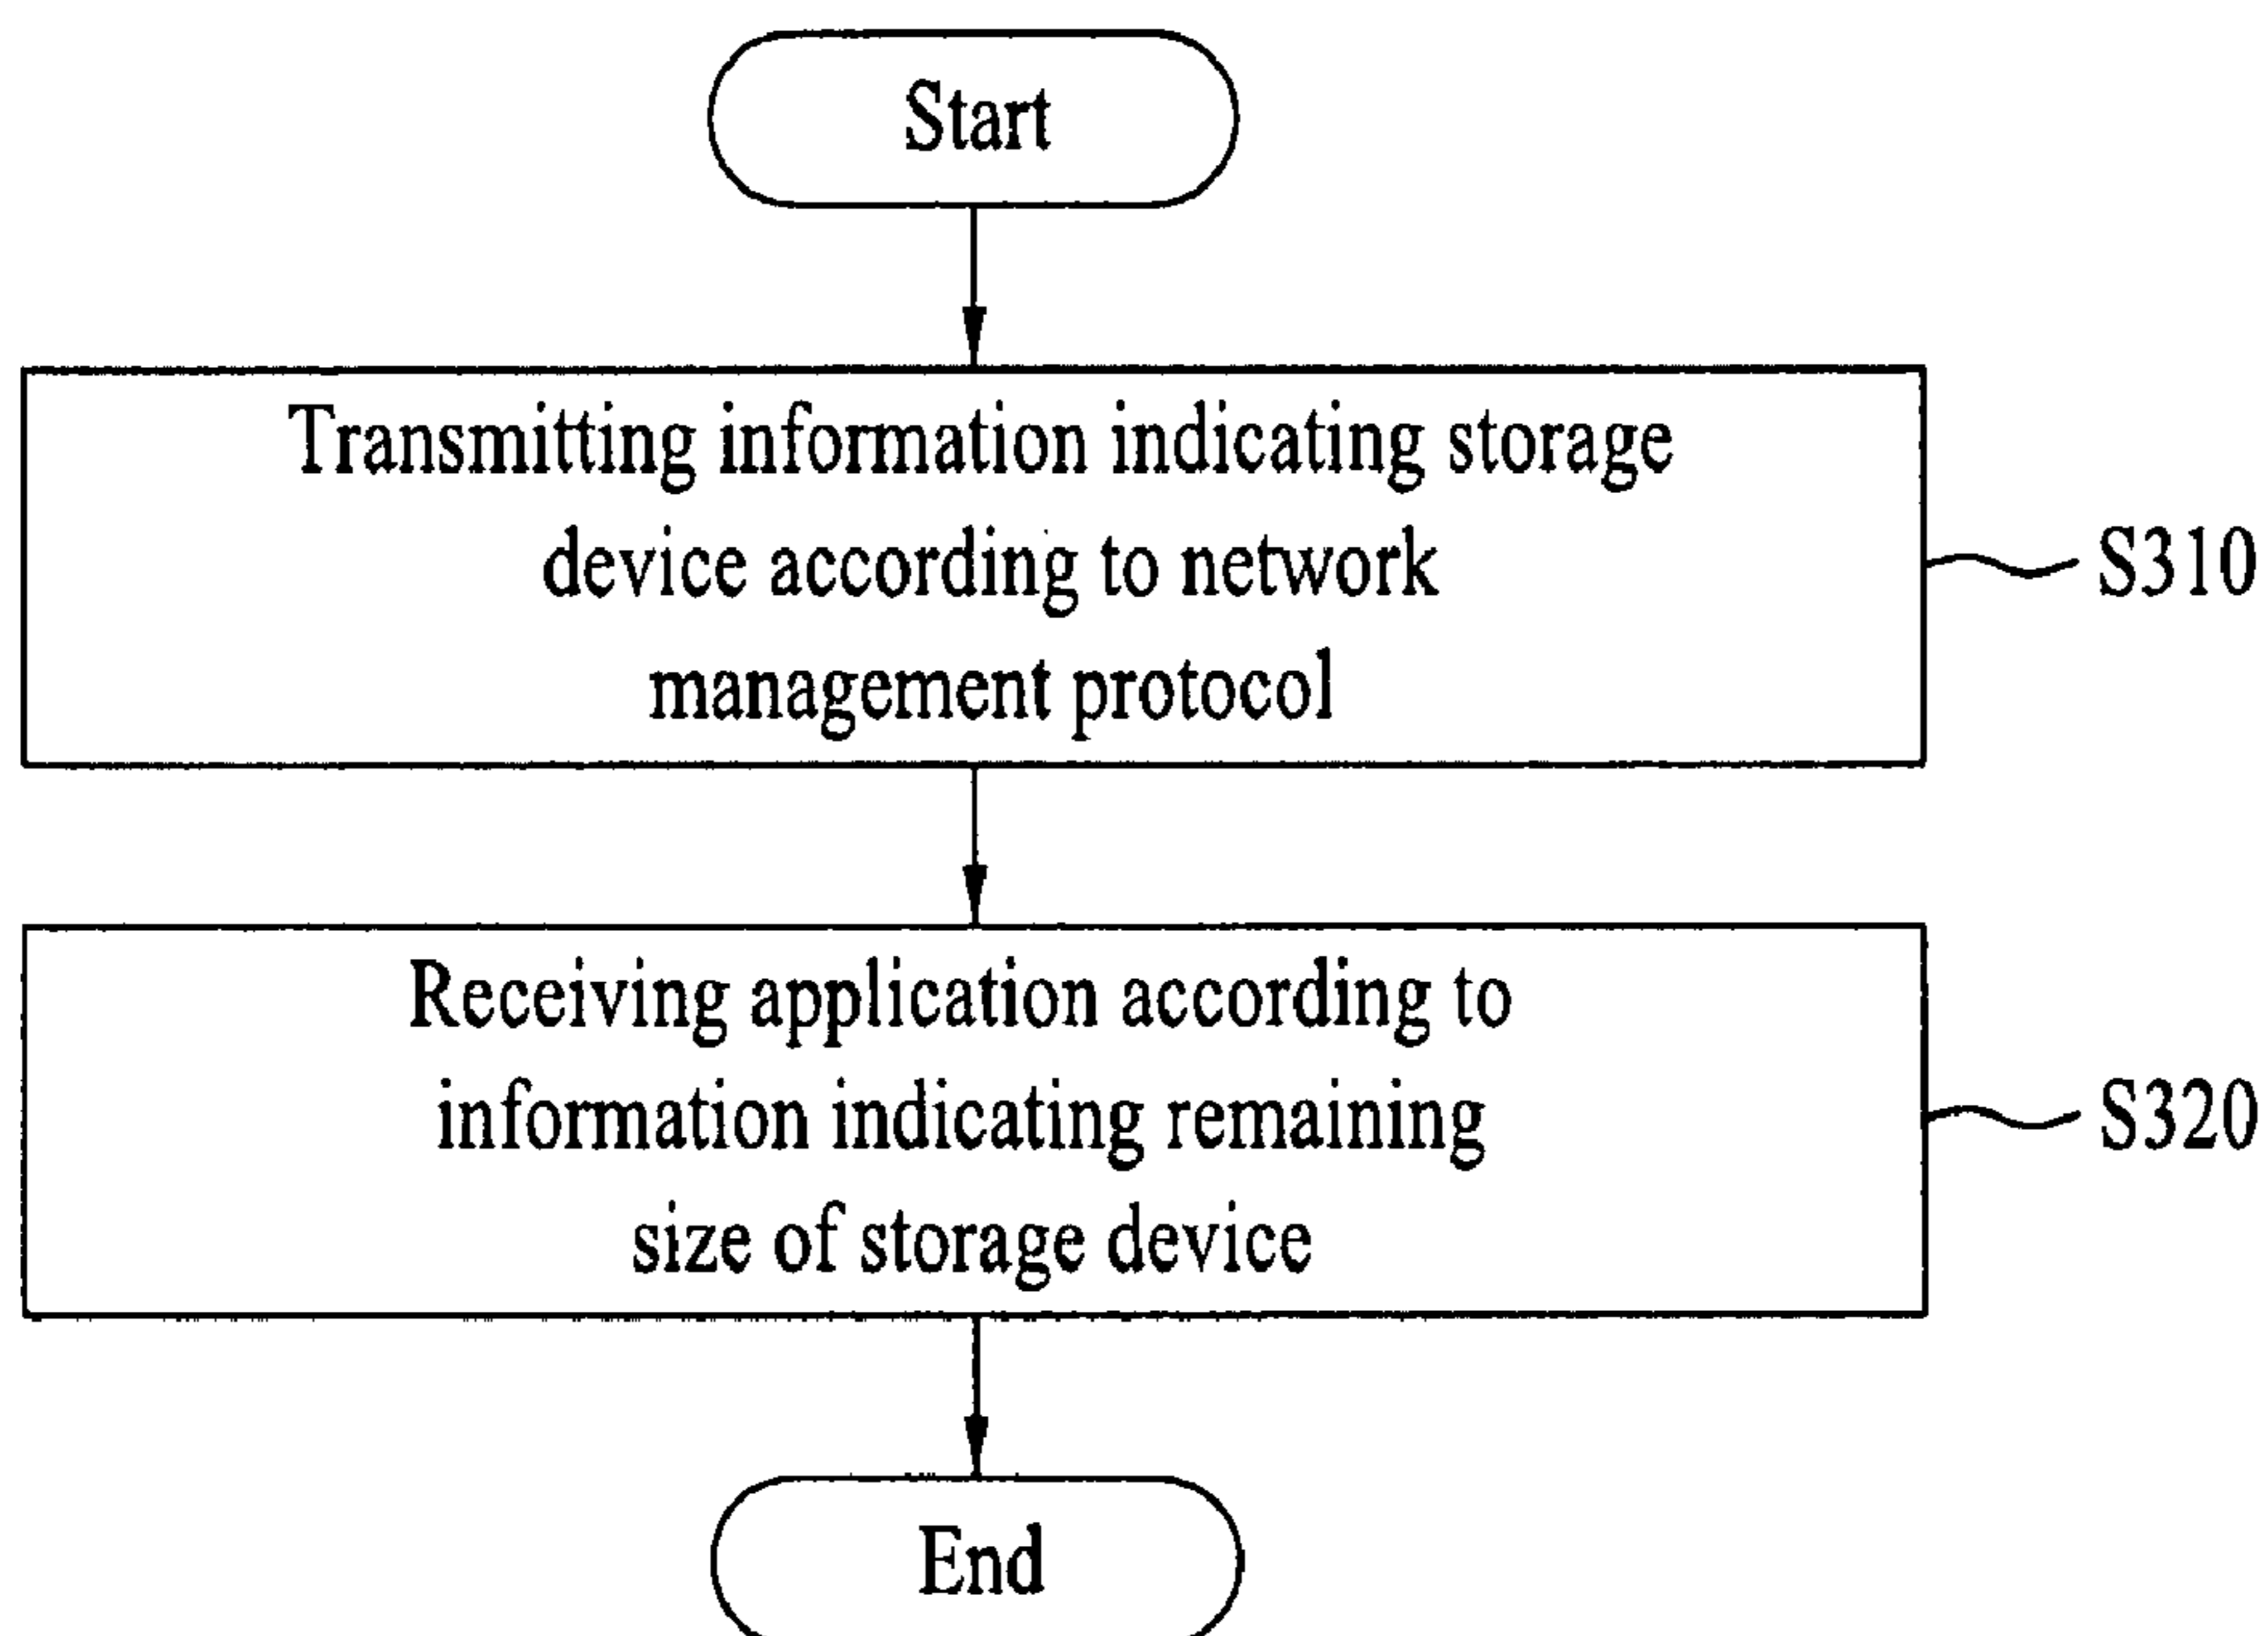 Start
Transmitting information indicating storage
device according to network
management protocol
S310
Receiving application according to
information indicating remaining
size of storage device
S320
End